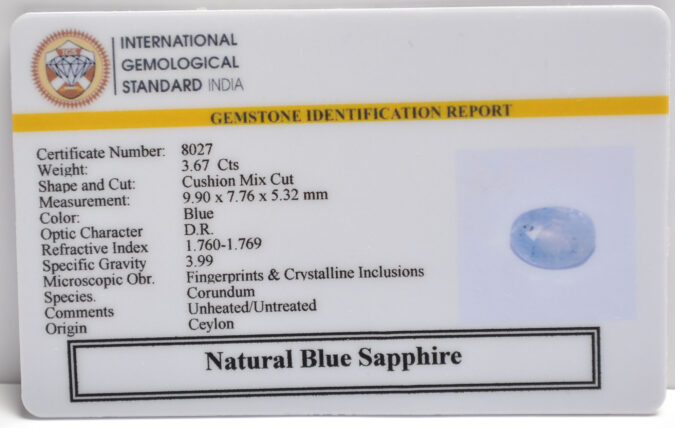 INTERNATIONAL
GEMOLOGICAL
STANDARD INDIA
GEMSTONE IDENTIFICATION REPORT
Certificate Number: 8027
Weight: 3.67 Cts
Shape and Cut: Cushion Mix Cut
Measurement: 9.90 x 7.76 x 5.32 mm
Color: Blue
Optic Character D.R.
Refractive Index 1.760-1.769
Specific Gravity 3.99
Microscopic Obr. Fingerprints & Crystalline Inclusions
Species. Corundum
Comments Unheated/Untreated
Origin Ceylon
Natural Blue Sapphire